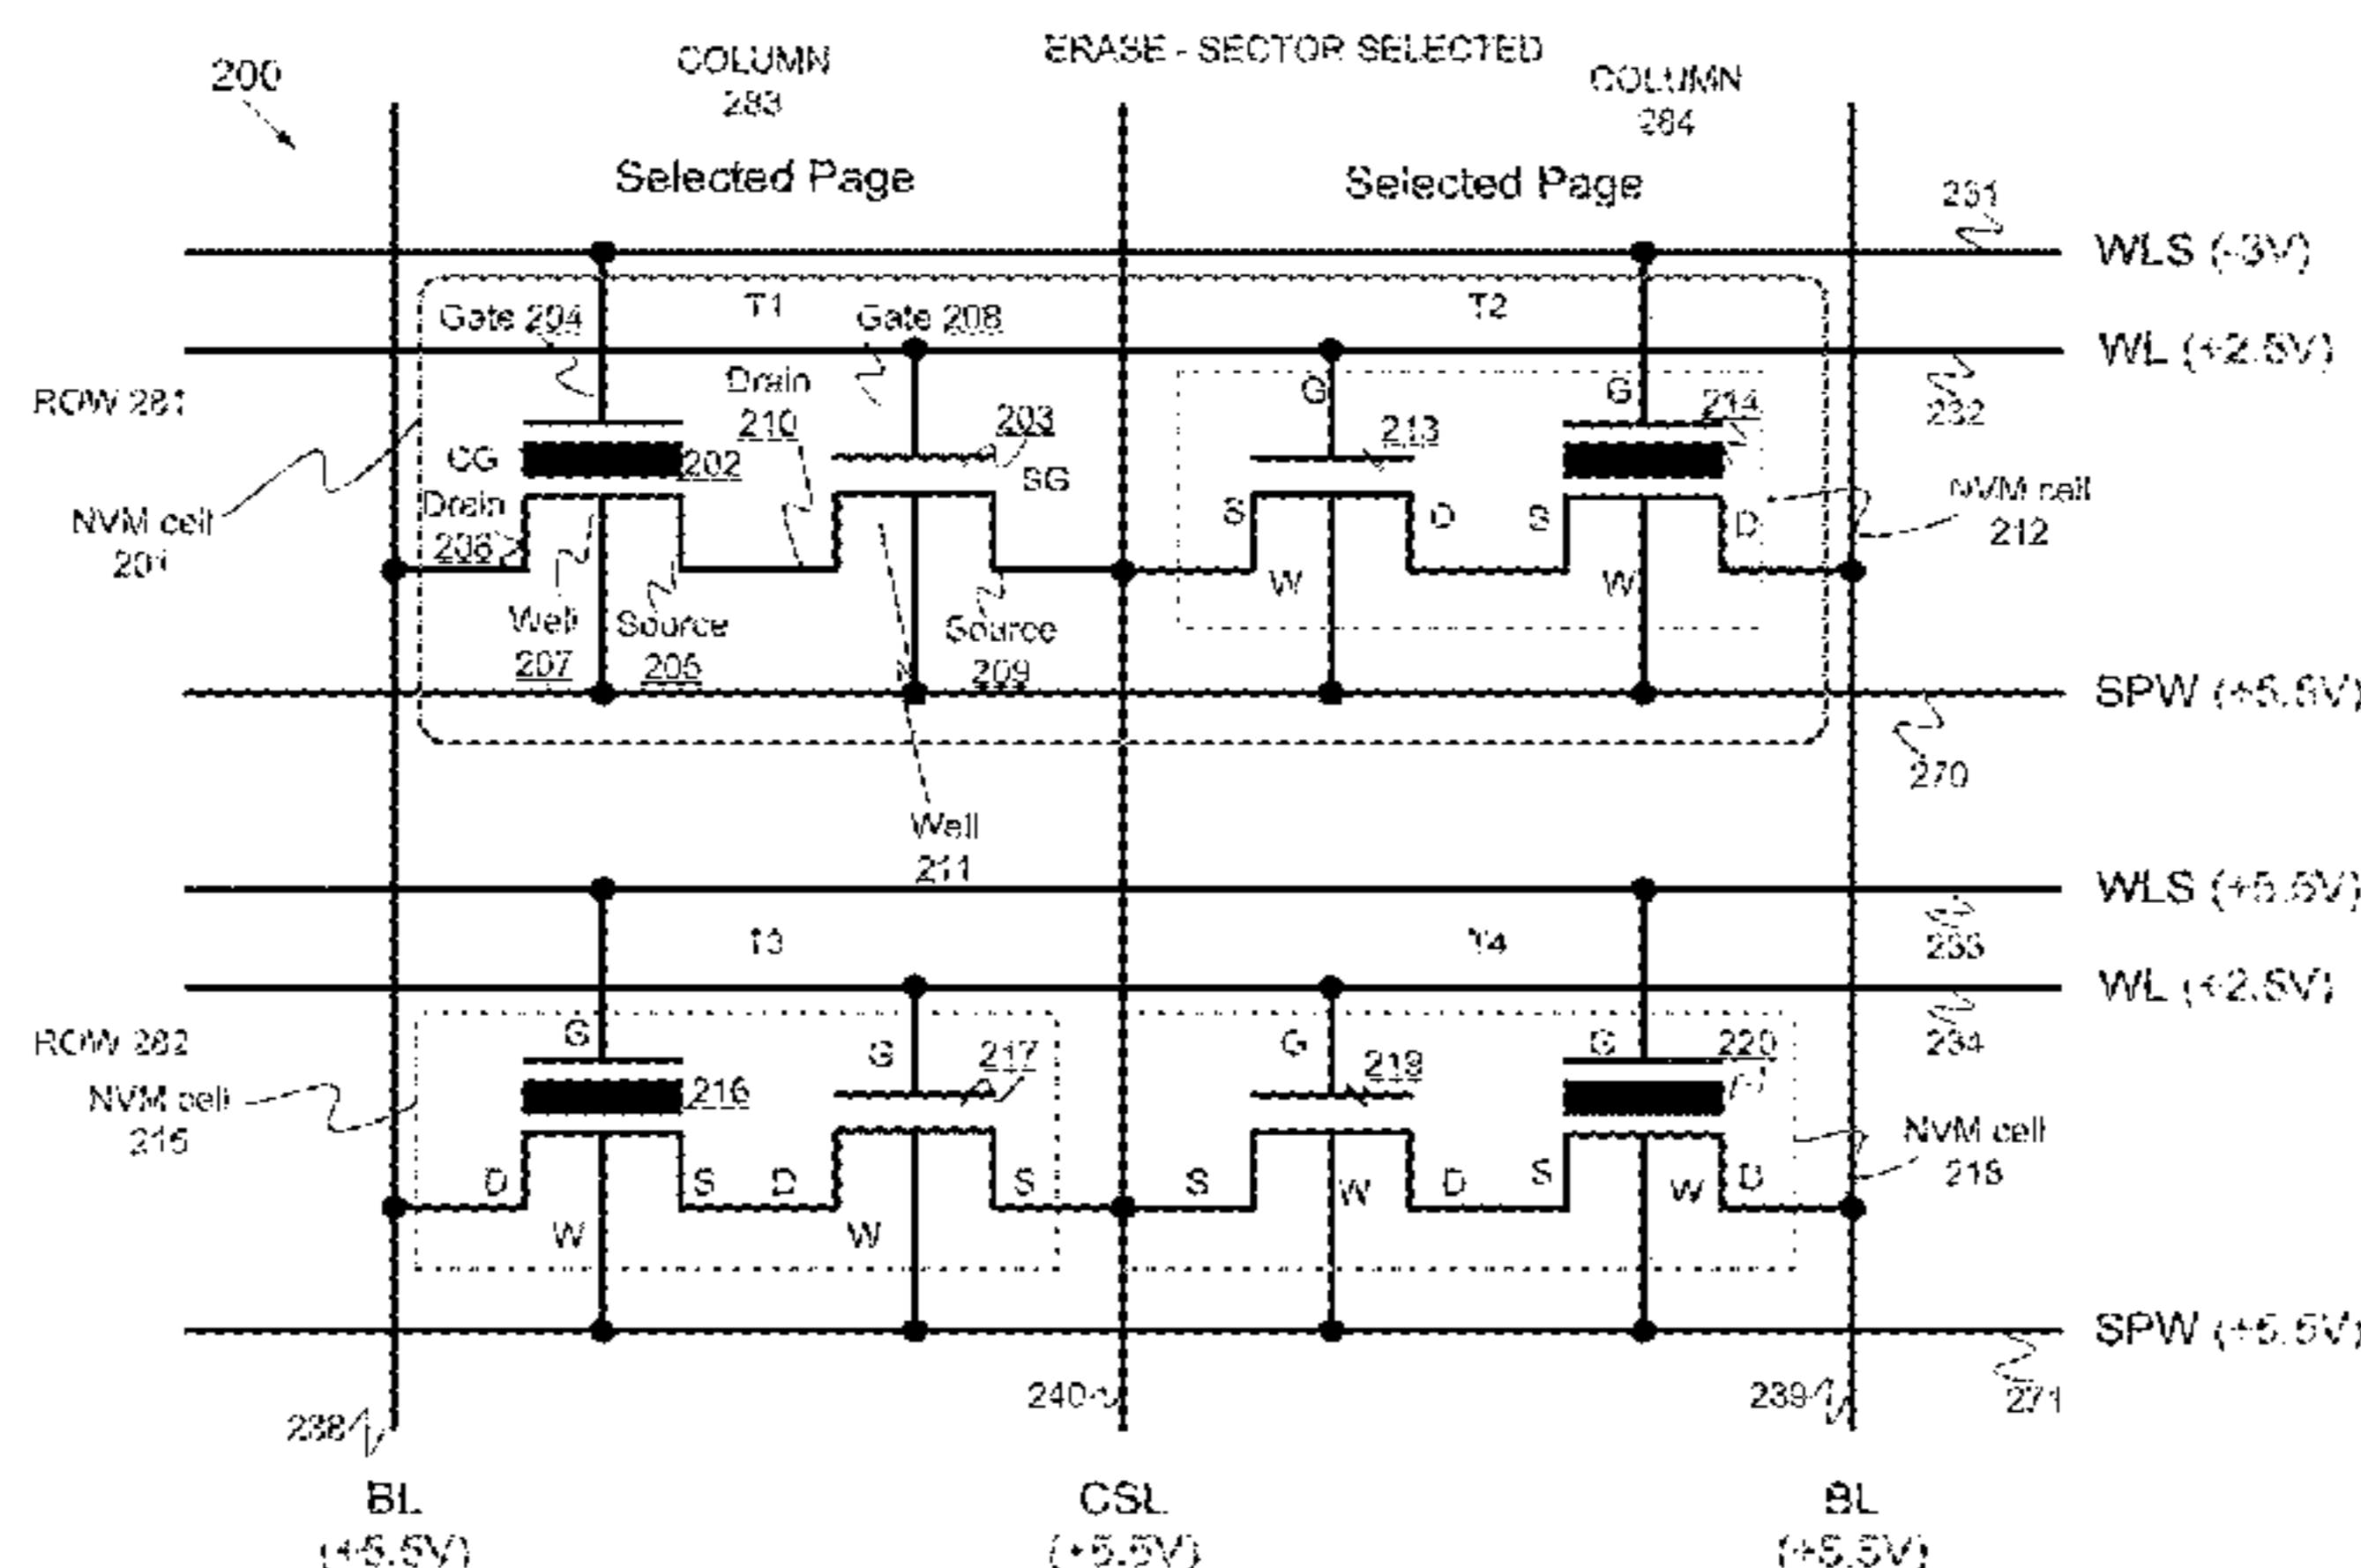 ERASE - SECTOR SELECTED
200
COLUMN
283
COLUMN
284
Selected Page
Selected Page
231
WLS (-3V)
T1
T2
Gate 204
Gate 208
WL (+2.5V)
232
ROW 281
Drain
210
G
G
203
213
214
CG
202
SG
NVM cell
201
Drain
206
S
D
S
D
NVM cell
212
W
W
Well
207
Source
205
Source
209
SPW (+5.5V)
270
Well
211
WLS (+5.5V)
233
T3
T4
WL (+2.5V)
234
ROW 282
G
G
217
G
219
G
220
NVM cell
215
216
NVM cell
218
D
S
D
S
S
D
S
D
W
W
W
W
SPW (+5.5V)
271
238
240
239
BL
(+5.5V)
CSL
(+5.5V)
BL
(+5.5V)